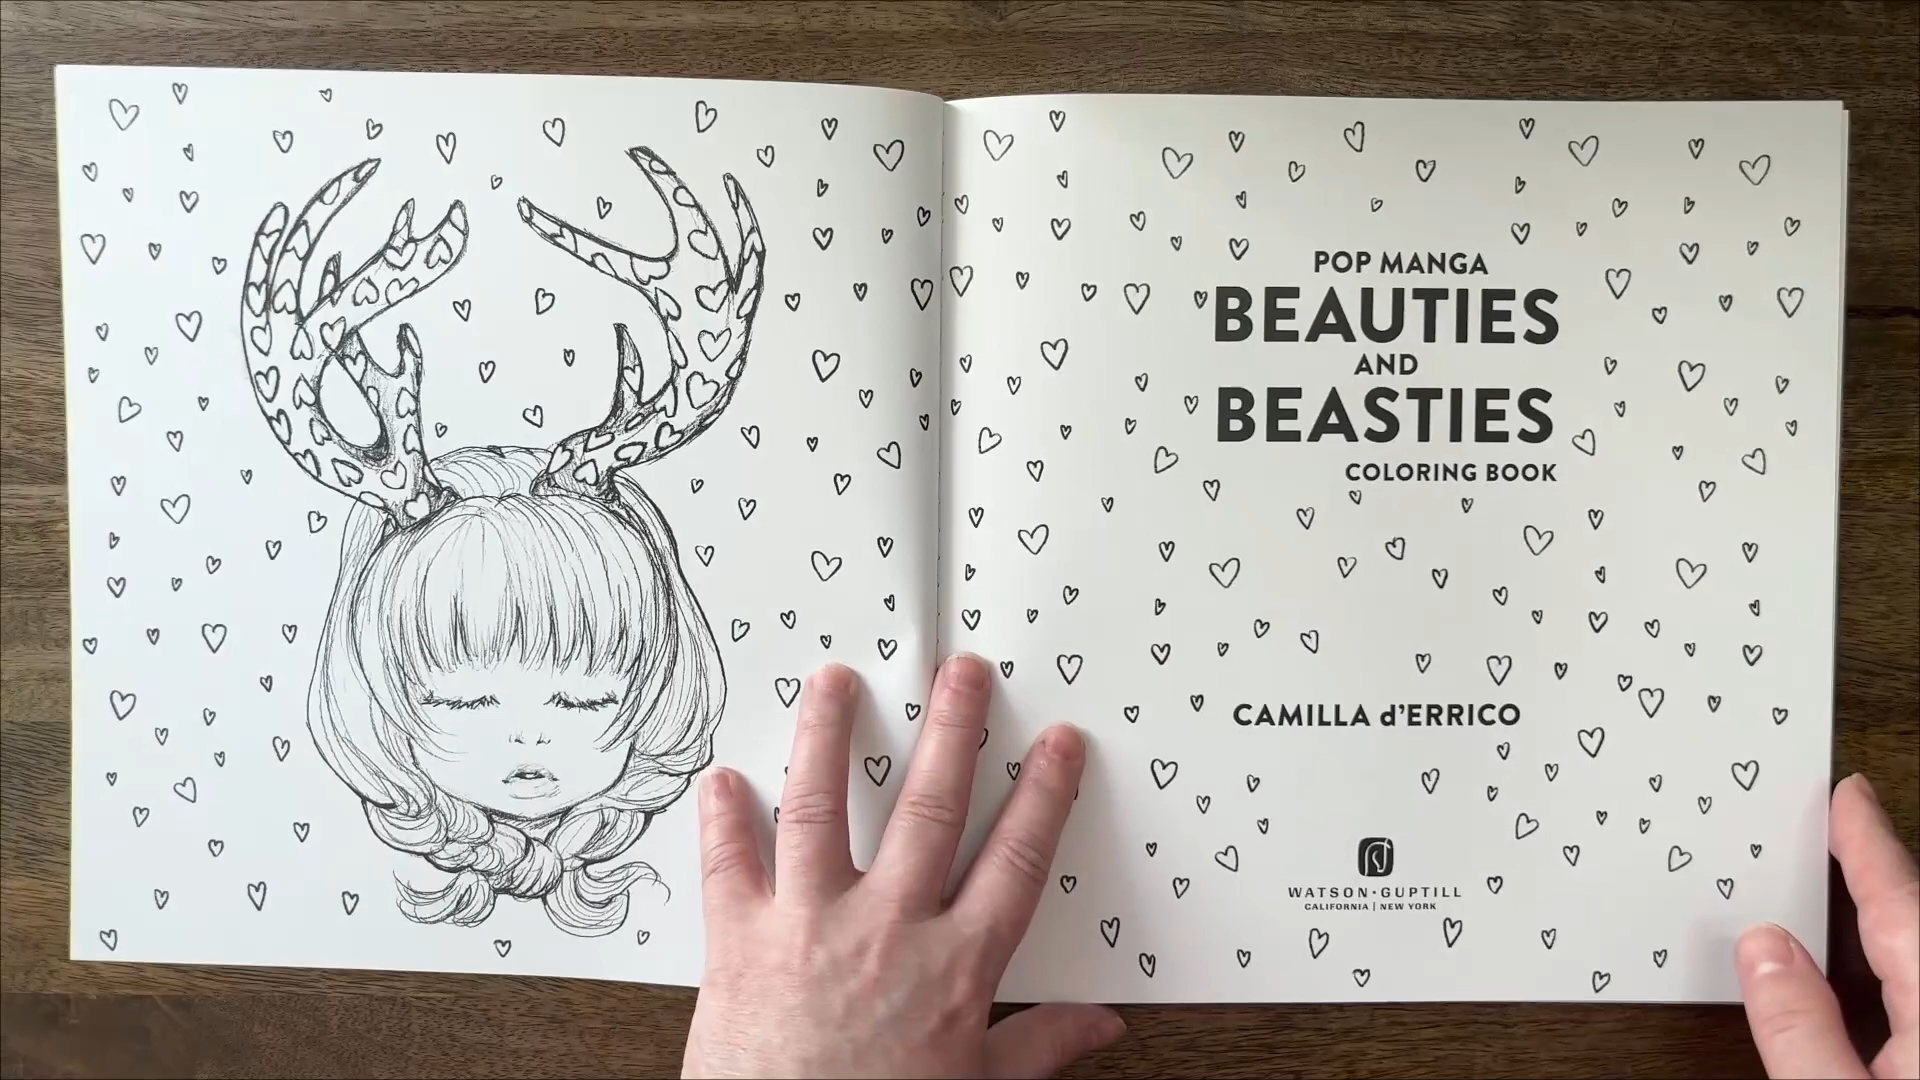 POP MANGA
BEAUTIES
AND
BEASTIES
COLORING BOOK
CAMILLA d'ERRICO
WATSON·GUPTILL
CALIFORNIA | NEW YORK